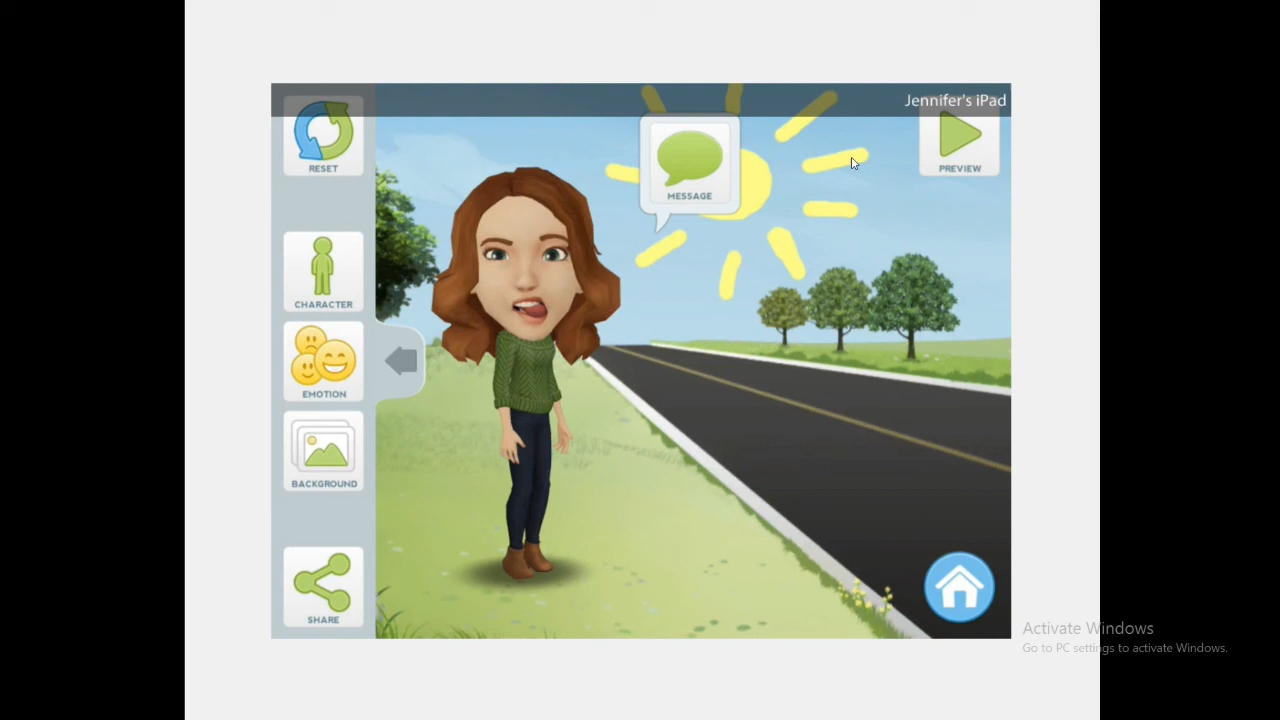 Jennifer's iPad
RESET
MESSAGE
PREVIEW
CHARACTER
EMOTION
BACKGROUND
SHARE
Activate Windows
Go to PC settings to activate Windows.